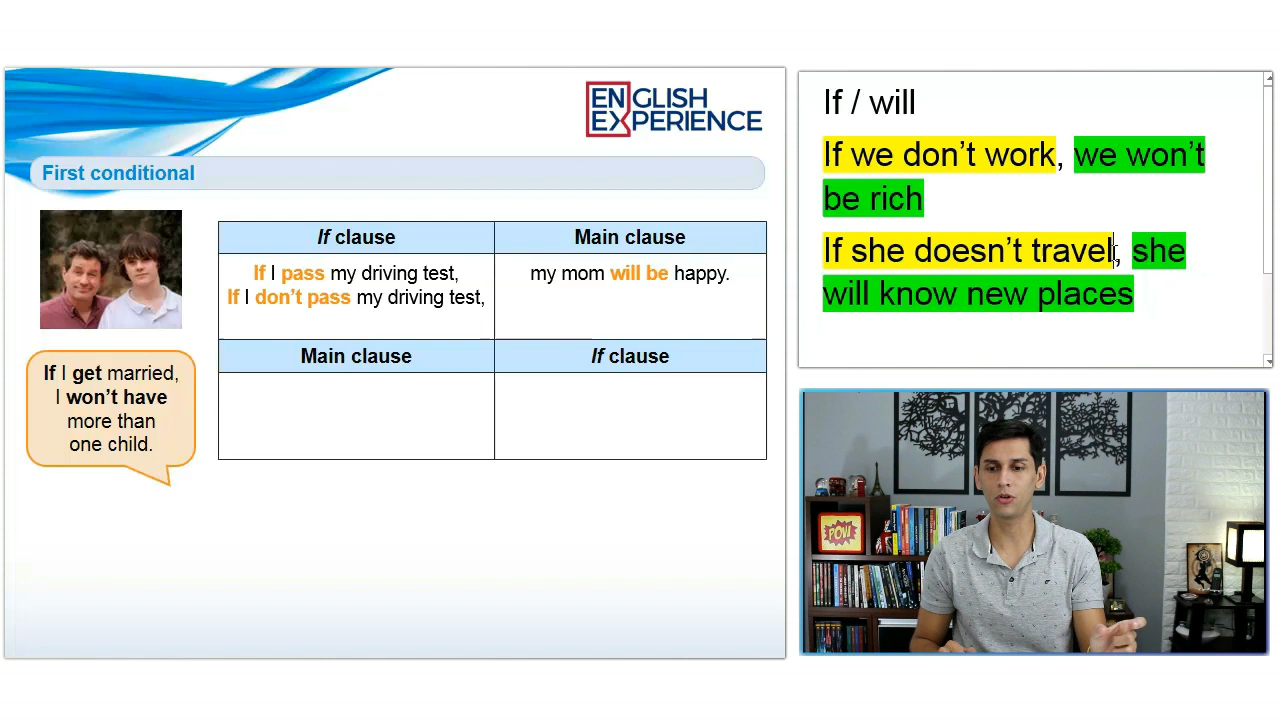 ENGLISH
EXPERIENCE
First conditional
If clause
Main clause
If I pass my driving test,
If I don't pass my driving test,
my mom will be happy.
Main clause
If clause
If I get married,
I won't have
more than
one child.
If / will
If we don't work, we won't
be rich
If she doesn't travel, she
will know new places
POW